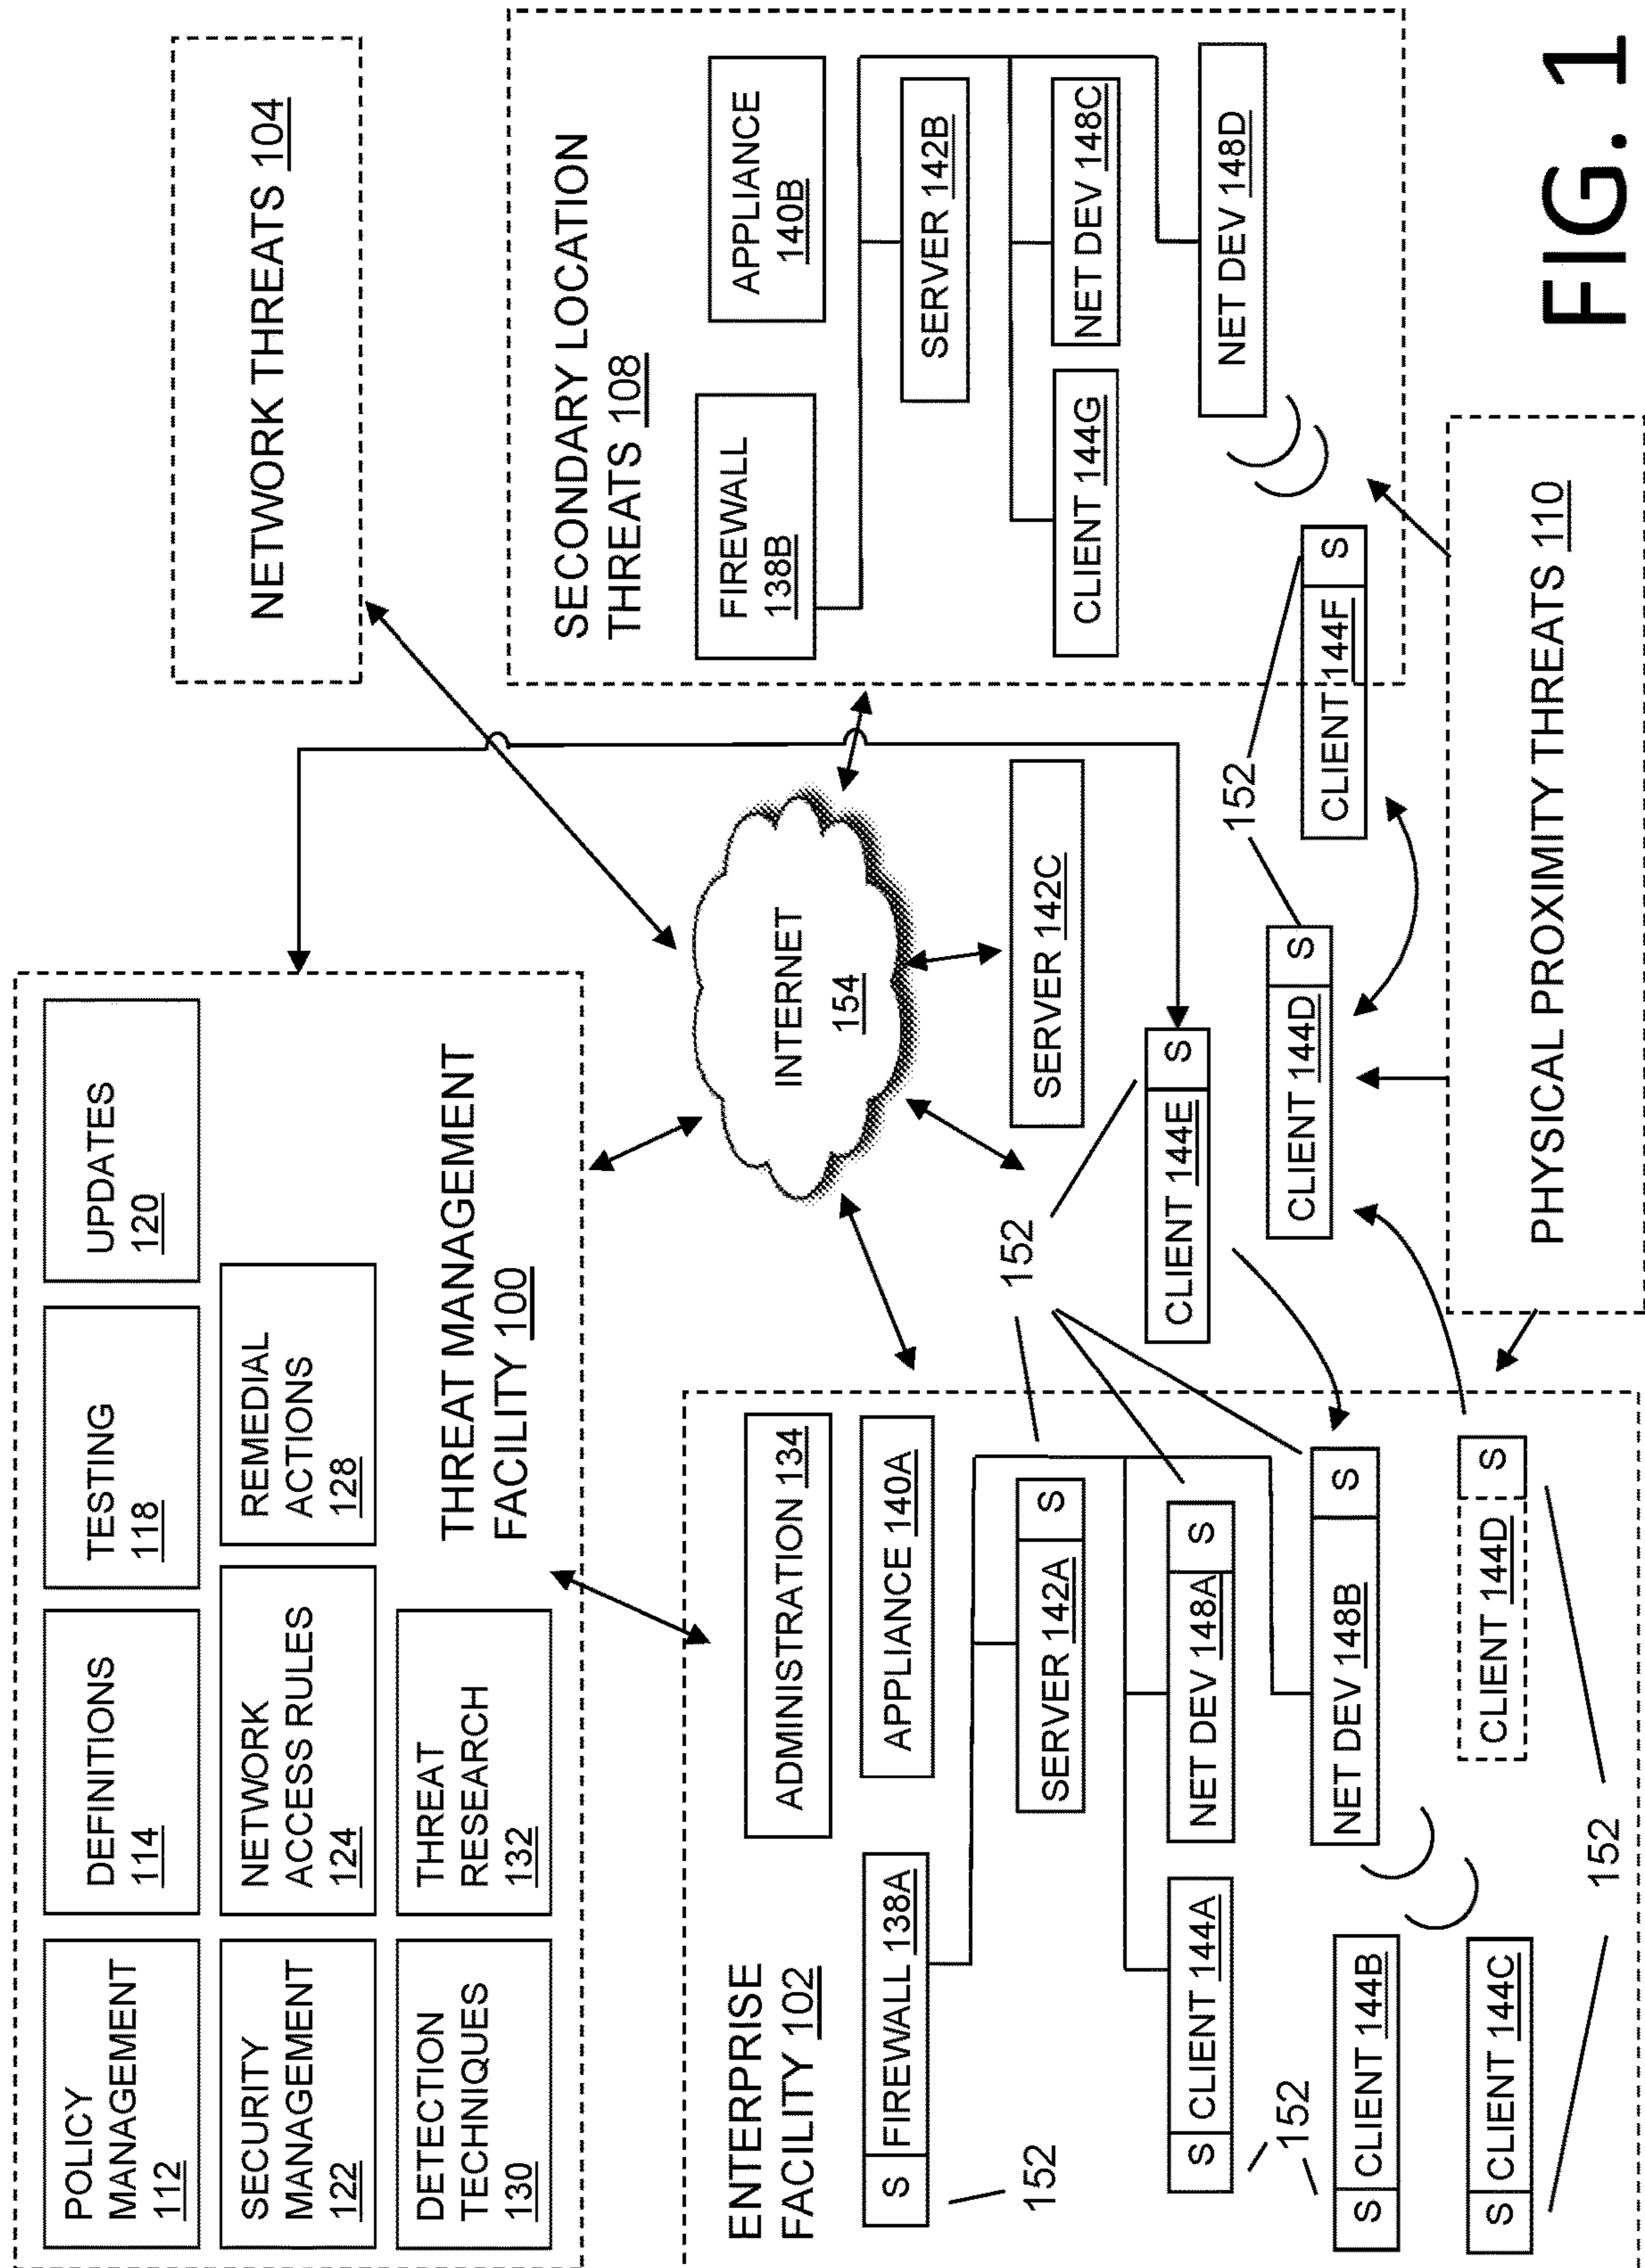 POLICY
MANAGEMENT
112
DEFINITIONS
114
TESTING
118
UPDATES
120
SECURITY
MANAGEMENT
122
NETWORK
ACCESS RULES
124
REMEDIAL
ACTIONS
128
DETECTION
TECHNIQUES
130
THREAT
RESEARCH
132
THREAT MANAGEMENT
FACILITY 100
NETWORK THREATS 104
ENTERPRISE
FACILITY 102
ADMINISTRATION 134
S FIREWALL 138A
APPLIANCE 140A
152
SERVER 142A S
S CLIENT 144A
NET DEV 148A S
152
S CLIENT 144B
NET DEV 148B S
S CLIENT 144C
CLIENT 144D S
152
152
INTERNET
154
SERVER 142C
CLIENT 144E S
CLIENT 144D S
152
CLIENT 144F S
SECONDARY LOCATION
THREATS 108
FIREWALL
138B
APPLIANCE
140B
SERVER 142B
CLIENT 144G
NET DEV 148C
NET DEV 148D
PHYSICAL PROXIMITY THREATS 110
FIG. 1